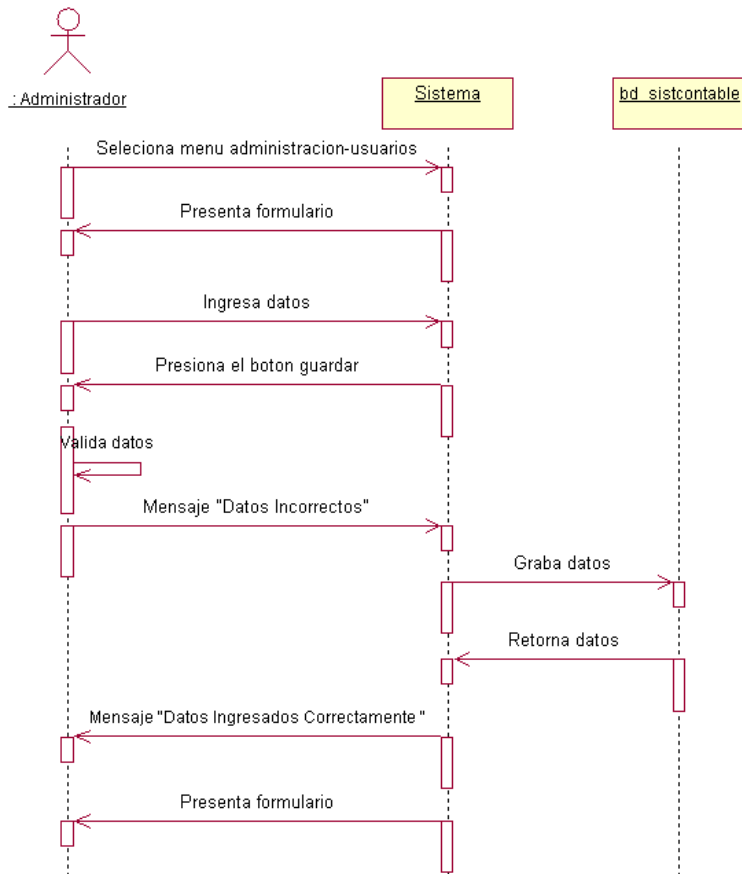 : Administrador
Sistema
bd_sistcontable
Seleciona menu administracion-usuarios
Presenta formulario
Ingresa datos
Presiona el boton guardar
Valida datos
Mensaje "Datos Incorrectos"
Graba datos
Retorna datos
Mensaje "Datos Ingresados Correctamente"
Presenta formulario